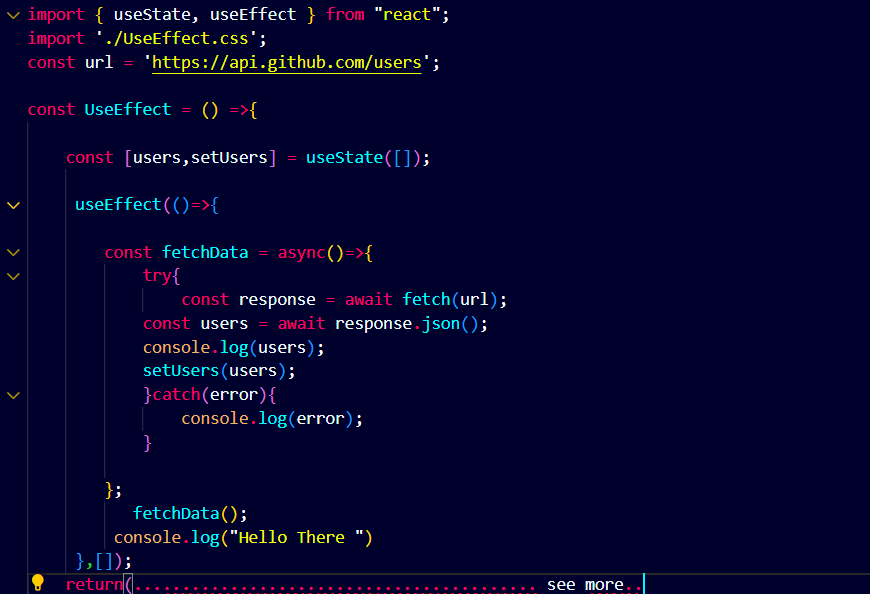 import { useState, useEffect } from "react";
import './UseEffect.css';
const url = 'https://api.github.com/users';
const UseEffect = () =>{
const [users,setUsers] = useState([]);
useEffect(()=>{
const fetchData = async()=>{
try{
const response = await fetch(url);
const users = await response.json();
console.log(users);
setUsers(users);
}catch(error){
console.log(error);
}
};
fetchData();
console.log("Hello There ")
},[]);
return(.......................................... see more..